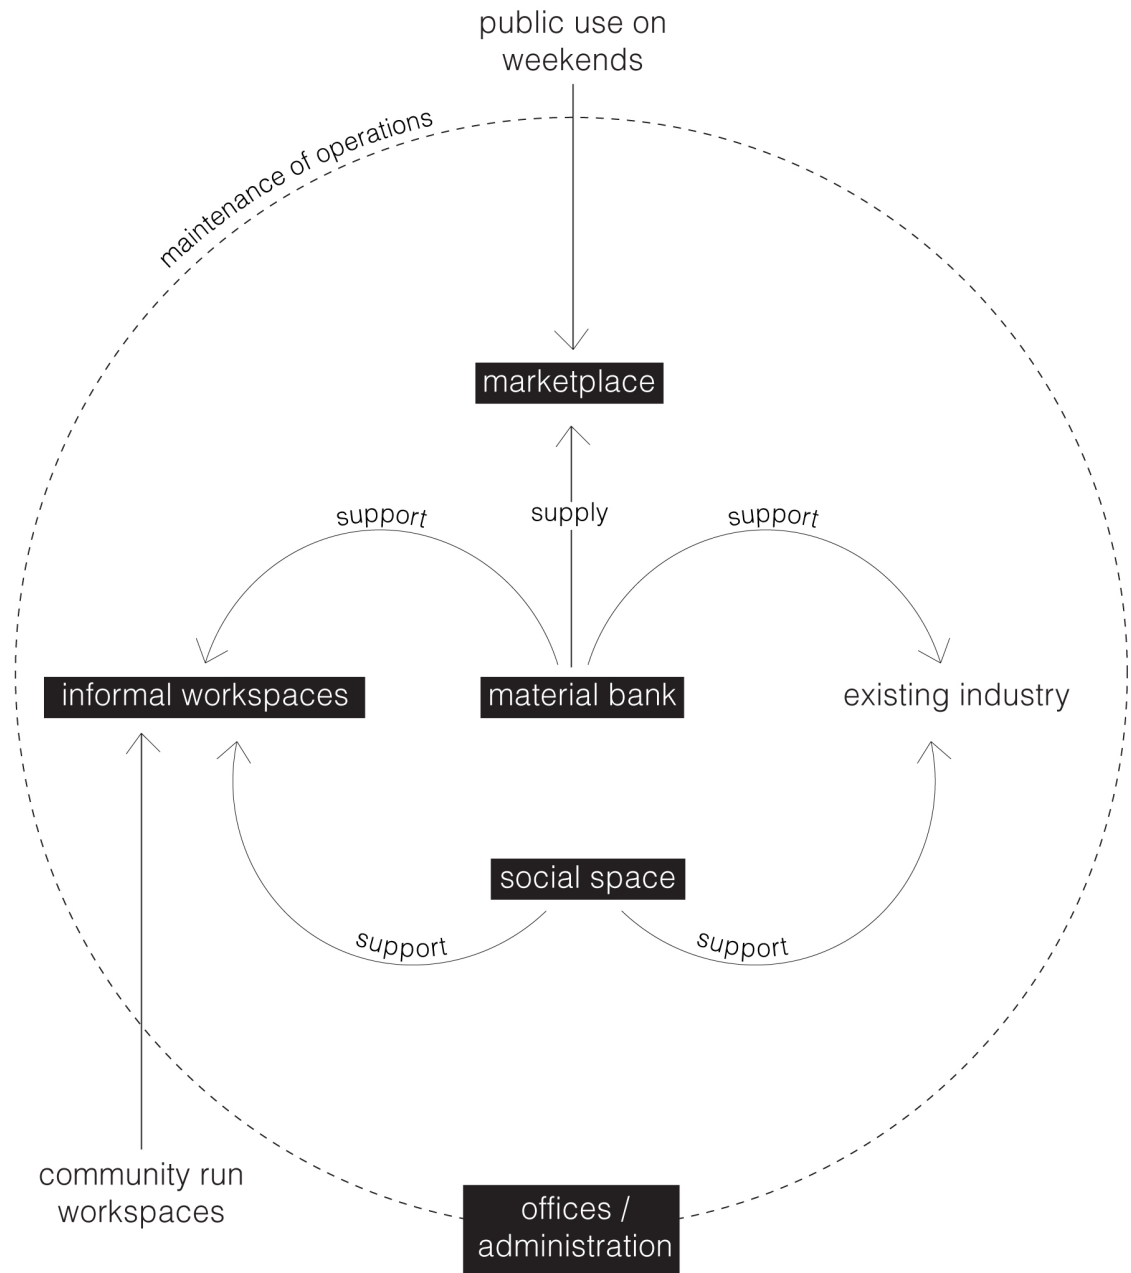 public use on
weekends
maintenance of operations
marketplace
support
supply
support
informal workspaces
material bank
existing industry
social space
support
support
community run
workspaces
offices /
administration